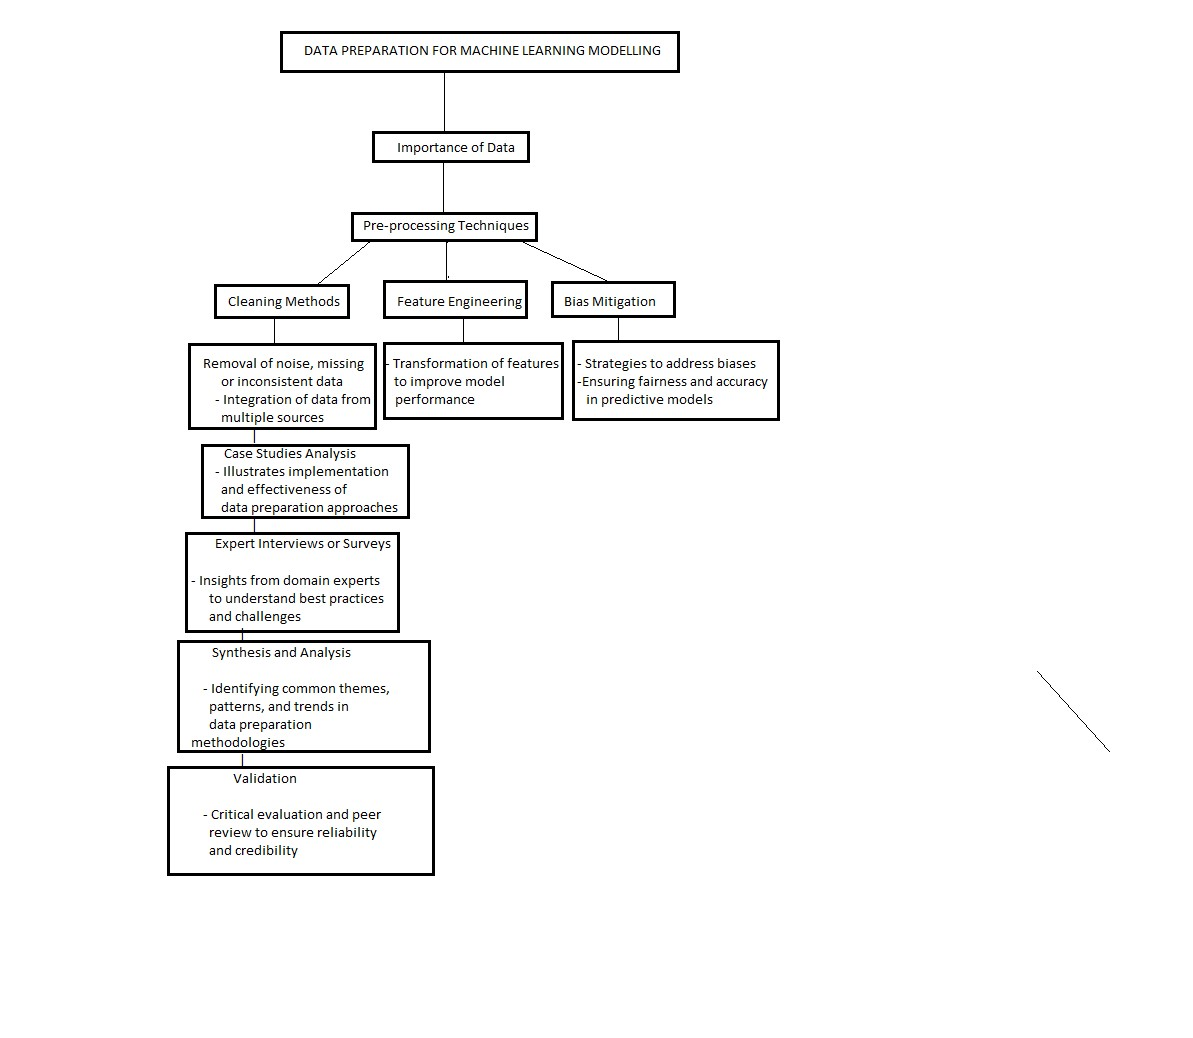 DATA PREPARATION FOR MACHINE LEARNING MODELLING
Importance of Data
Pre-processing Techniques
Cleaning Methods
Feature Engineering
Bias Mitigation
Removal of noise, missing
or inconsistent data
- Integration of data from
multiple sources
- Transformation of features
to improve model
performance
- Strategies to address biases
-Ensuring fairness and accuracy
in predictive models
Case Studies Analysis
- Illustrates implementation
and effectiveness of
data preparation approaches
Expert Interviews or Surveys
- Insights from domain experts
to understand best practices
and challenges
Synthesis and Analysis
- Identifying common themes,
patterns, and trends in
data preparation
methodologies
Validation
- Critical evaluation and peer
review to ensure reliability
and credibility